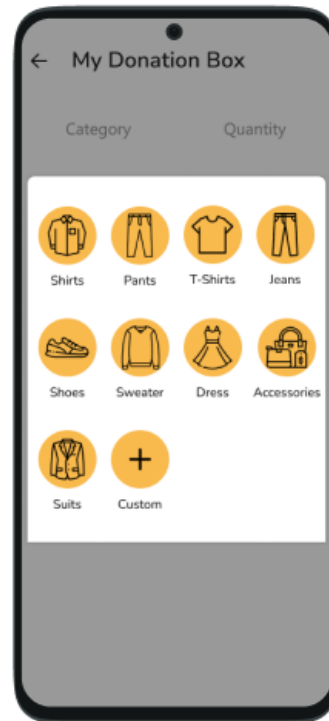 My Donation Box
Category Quantity
Shirts Pants T-Shirts Jeans
Shoes Sweater Dress Accessories
Suits Custom